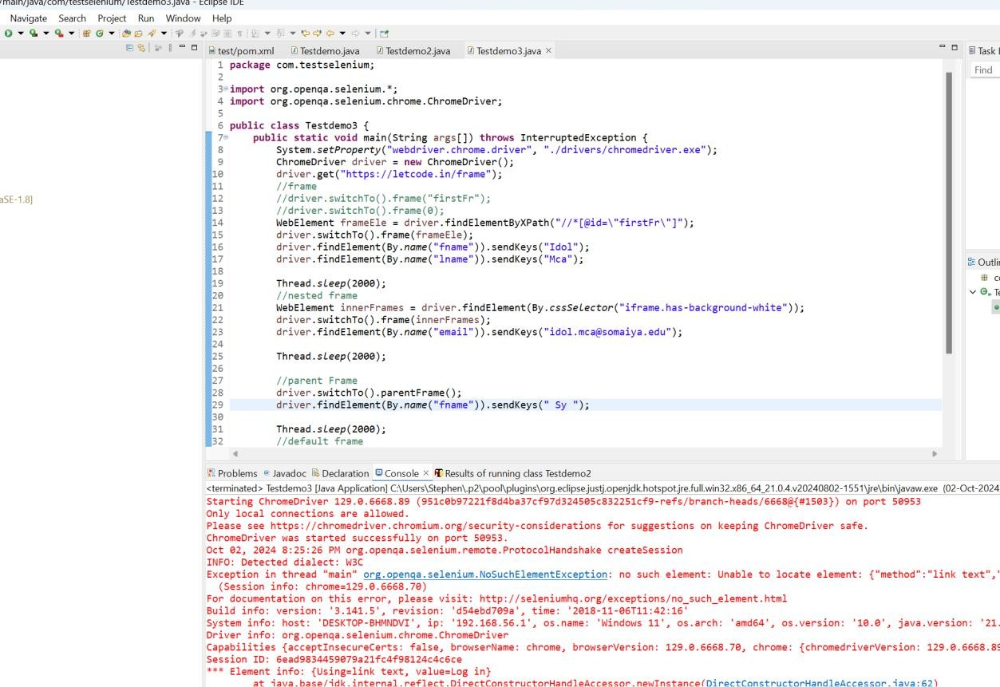 /main/java/com/testselenium/Testdemo3.java - Eclipse IDE
Navigate Search Project Run Window Help
test/pom.xml Testdemo.java Testdemo2.java Testdemo3.java
Task
Find
1 package com.testselenium;
2
3 import org.openqa.selenium.*;
4 import org.openqa.selenium.chrome.ChromeDriver;
5
6 public class Testdemo3 {
7 public static void main(String args[]) throws InterruptedException {
8 System.setProperty("webdriver.chrome.driver", "./drivers/chromedriver.exe");
9 ChromeDriver driver = new ChromeDriver();
10 driver.get("https://letcode.in/frame");
11 //frame
12 //driver.switchTo().frame("firstFr");
13 //driver.switchTo().frame(0);
14 WebElement frameEle = driver.findElementByXPath("//*[@id=\"firstFr\"]");
15 driver.switchTo().frame(frameEle);
16 driver.findElement(By.name("fname")).sendKeys("Idol");
17 driver.findElement(By.name("lname")).sendKeys("Mca");
18
19 Thread.sleep(2000);
20 //nested frame
21 WebElement innerFrames = driver.findElement(By.cssSelector("iframe.has-background-white"));
22 driver.switchTo().frame(innerFrames);
23 driver.findElement(By.name("email")).sendKeys("idol.mca@somaiya.edu");
24
25 Thread.sleep(2000);
26
27 //parent Frame
28 driver.switchTo().parentFrame();
29 driver.findElement(By.name("fname")).sendKeys(" Sy ");
30
31 Thread.sleep(2000);
32 //default frame
aSE-1.8]
Outli
Problems Javadoc Declaration Console Results of running class Testdemo2
<terminated> Testdemo3 [Java Application] C:\Users\Stephen\.p2\pool\plugins\org.eclipse.justj.openjdk.hotspot.jre.full.win32.x86_64_21.0.4.v20240802-1551\jre\bin\javaw.exe (02-Oct-2024
Starting ChromeDriver 129.0.6668.89 (951c0b97221f8d4ba37cf97d324505c832251cf9-refs/branch-heads/6668@{#1503}) on port 50953
Only local connections are allowed.
Please see https://chromedriver.chromium.org/security-considerations for suggestions on keeping ChromeDriver safe.
ChromeDriver was started successfully on port 50953.
Oct 02, 2024 8:25:26 PM org.openqa.selenium.remote.ProtocolHandshake createSession
INFO: Detected dialect: W3C
Exception in thread "main" org.openqa.selenium.NoSuchElementException: no such element: Unable to locate element: {"method":"link text","
(Session info: chrome=129.0.6668.70)
For documentation on this error, please visit: http://seleniumhq.org/exceptions/no_such_element.html
Build info: version: '3.141.5', revision: 'd54ebd709a', time: '2018-11-06T11:42:16'
System info: host: 'DESKTOP-BHMNDVI', ip: '192.168.56.1', os.name: 'Windows 11', os.arch: 'amd64', os.version: '10.0', java.version: '21.
Driver info: org.openqa.selenium.chrome.ChromeDriver
Capabilities {acceptInsecureCerts: false, browserName: chrome, browserVersion: 129.0.6668.70, chrome: {chromedriverVersion: 129.0.6668.89
Session ID: 6ead9834459079a21fc4f98124c4c6ce
*** Element info: {Using=link text, value=Log in}
at java.base/jdk.internal.reflect.DirectConstructorHandleAccessor.newInstance(DirectConstructorHandleAccessor.java:62)